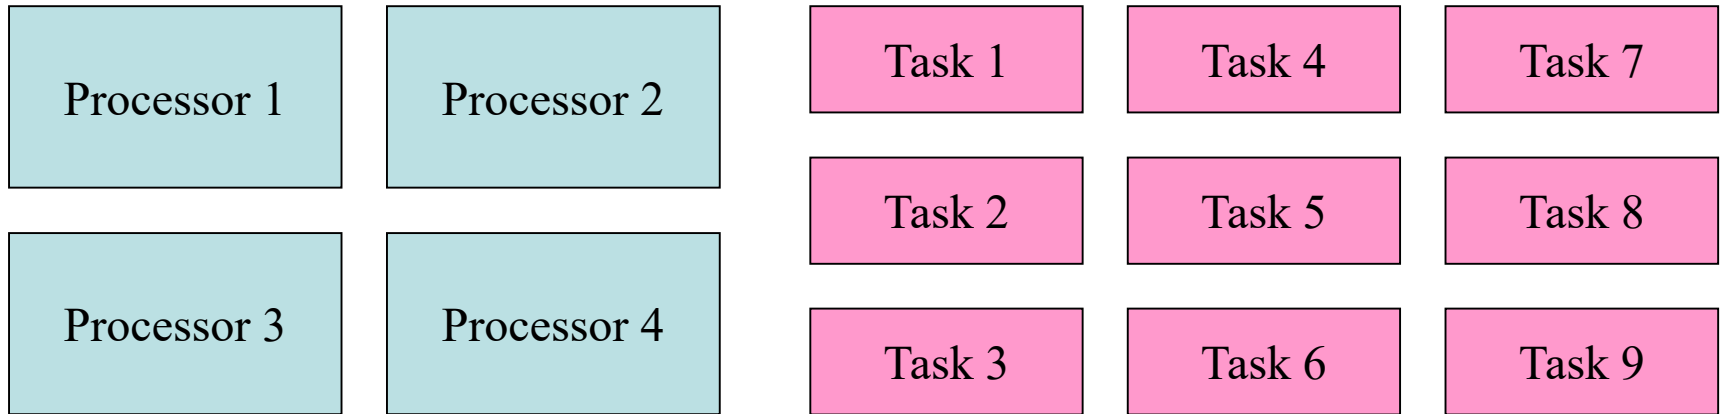 Processor 1
Processor 2
Processor 3
Processor 4
Task 1
Task 4
Task 7
Task 2
Task 5
Task 8
Task 3
Task 6
Task 9